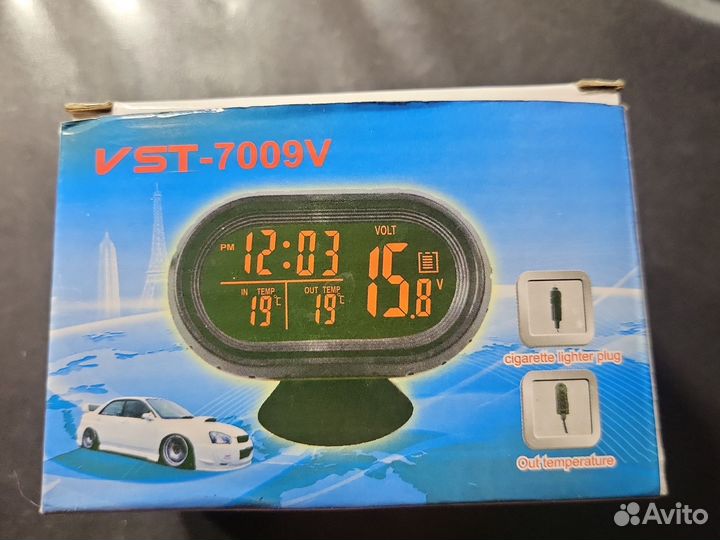 VST-7009V
VOLT
PM 12:03
15.8 V
IN TEMP OUT TEMP
19°C 19°C
cigarette lighter plug
Out temperature
Avito